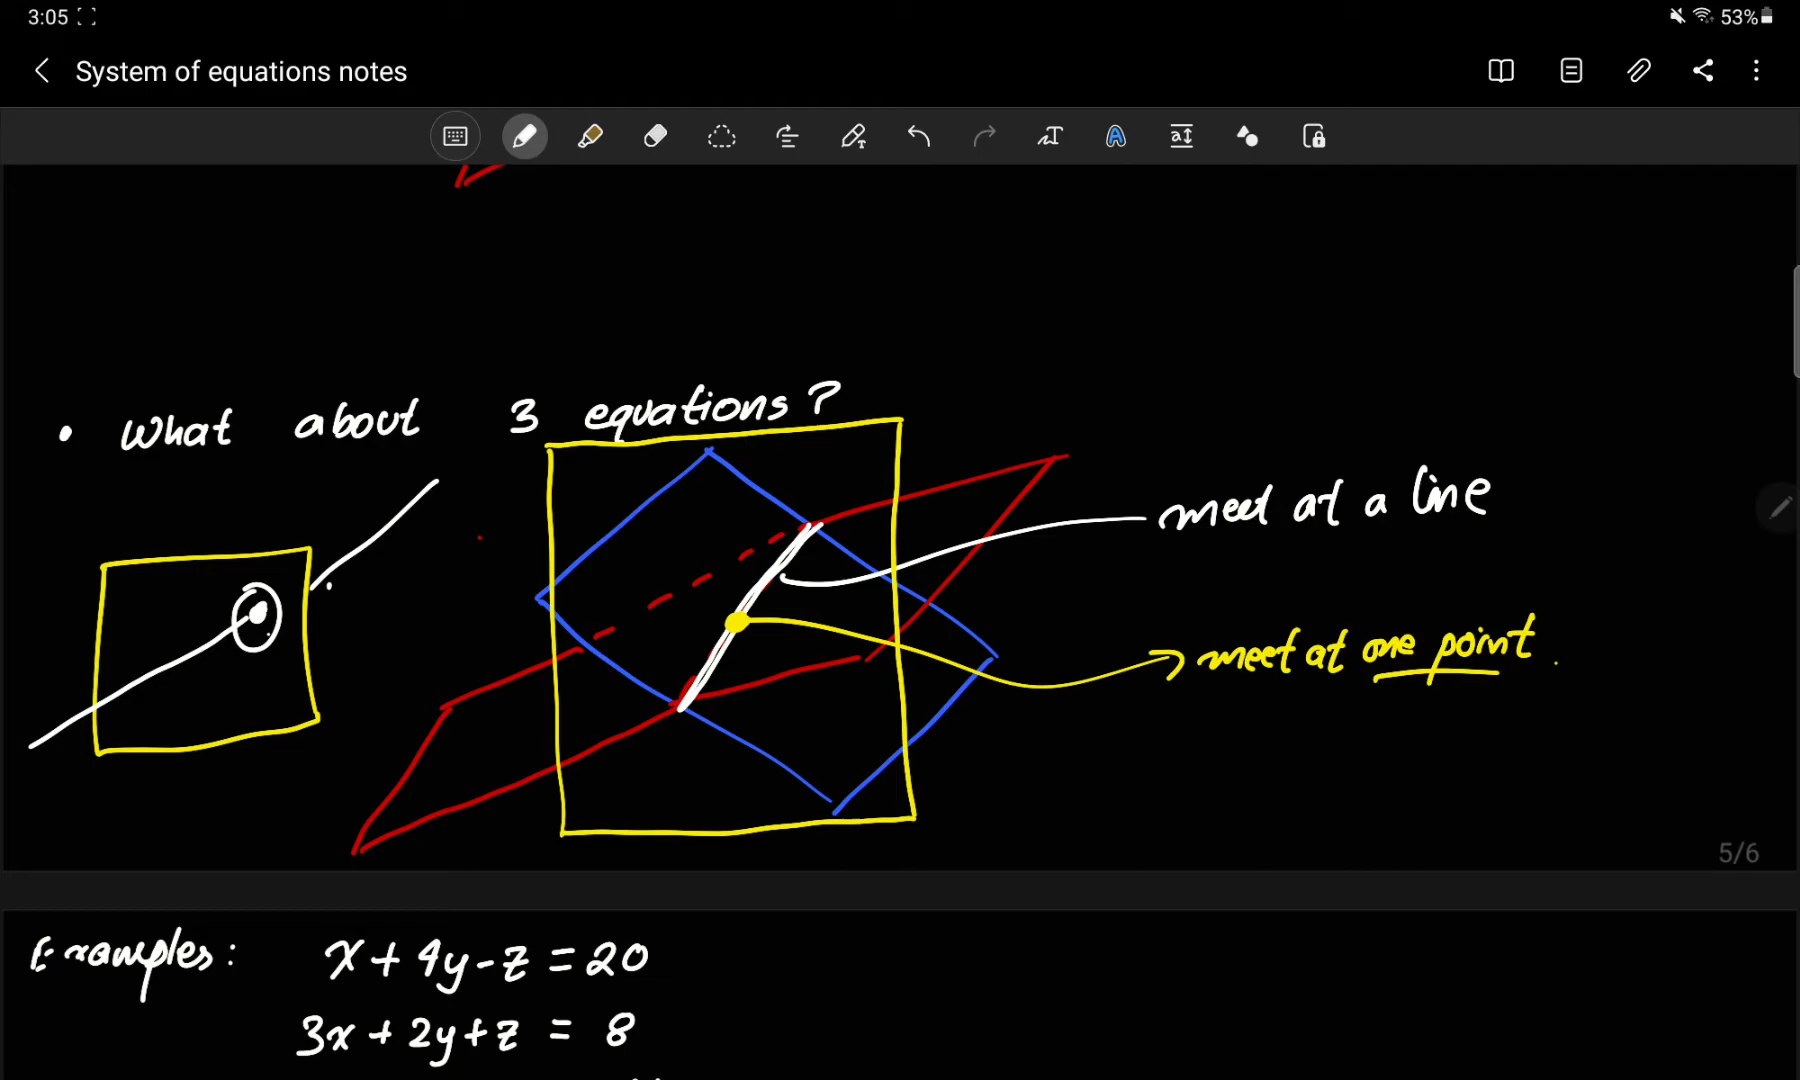 3:05
53%
System of equations notes
• What about 3 equations?
meet at a line
meet at one point.
5/6
Examples: x + 4y - z = 20
3x + 2y + z = 8